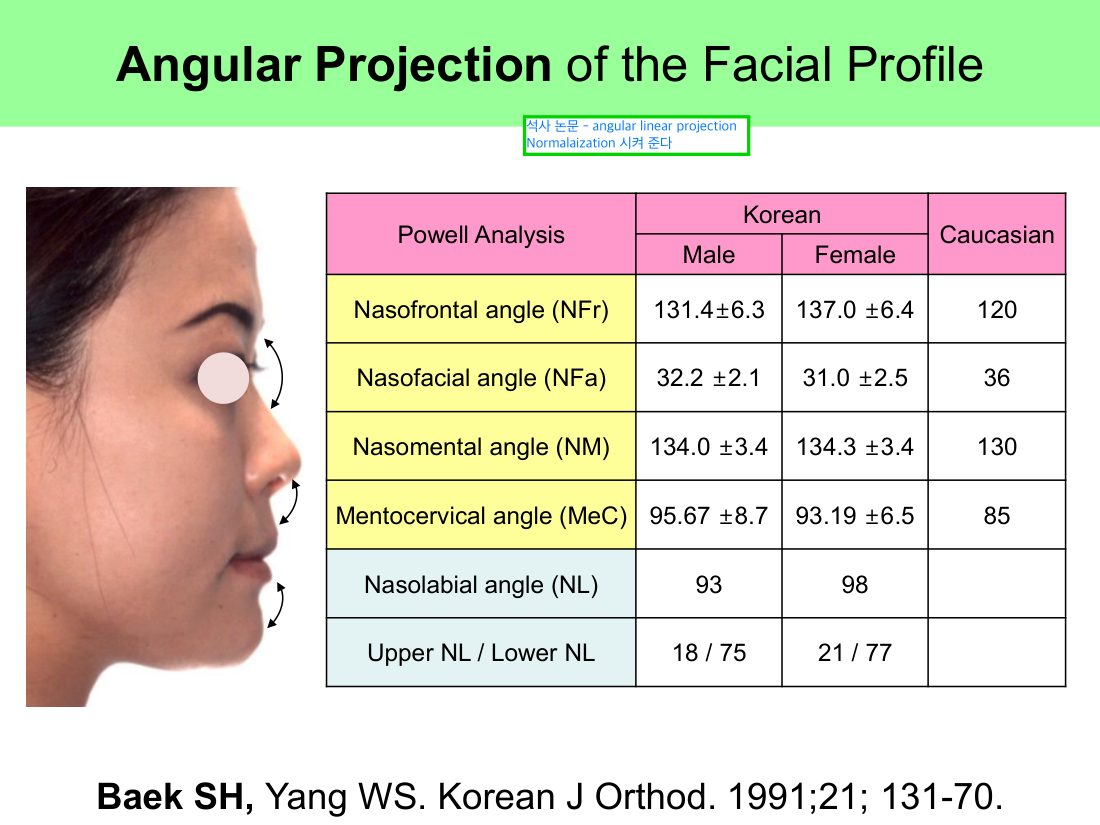 Angular Projection of the Facial Profile
석사 논문 – angular linear projection
Normalaization 시켜 준다
Powell Analysis
Korean
Caucasian
Male
Female
Nasofrontal angle (NFr)
131.4±6.3
137.0 ±6.4
120
Nasofacial angle (NFa)
32.2 ±2.1
31.0 ±2.5
36
Nasomental angle (NM)
134.0 ±3.4
134.3 ±3.4
130
Mentocervical angle (MeC)
95.67 ±8.7
93.19 ±6.5
85
Nasolabial angle (NL)
93
98
Upper NL / Lower NL
18 / 75
21 / 77
Baek SH, Yang WS. Korean J Orthod. 1991;21; 131-70.